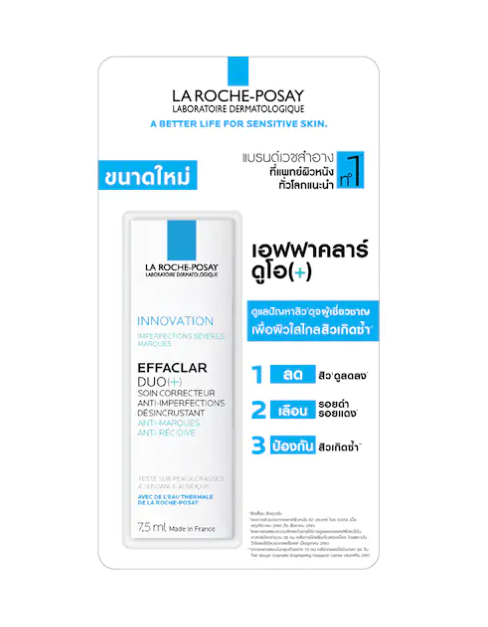 LA ROCHE-POSAY
LABORATOIRE DERMATOLOGIQUE
A BETTER LIFE FOR SENSITIVE SKIN.
แบรนด์เวชสำอาง
ที่แพทย์ผิวหนัง
ทั่วโลกแนะนำ
n°1
ขนาดใหม่
LA ROCHE-POSAY
LABORATOIRE DERMATOLOGIQUE
INNOVATION
IMPERFECTIONS SÉVÈRES
MARQUES
EFFACLAR
DUO(+)
SOIN CORRECTEUR
ANTI-IMPERFECTIONS
DÉSINCRUSTANT
ANTI-MARQUES
ANTI-RÉCIDIVE
TESTÉ SUR PEAUX GRASSES
À TENDANCE ACNÉIQUE
AVEC DE L'EAU THERMALE
DE LA ROCHE-POSAY
7,5 ml Made in France
เอฟฟาคลาร์
ดูโอ(+)
ดูแลปัญหาสิว*ดุจผู้เชี่ยวชาญ
เพื่อผิวใสไกลสิวเกิดซ้ำ
1 ลด สิว*ดูลดลง
2 เลือน รอยดำ
รอยแดง
3 ป้องกัน สิวเกิดซ้ำ